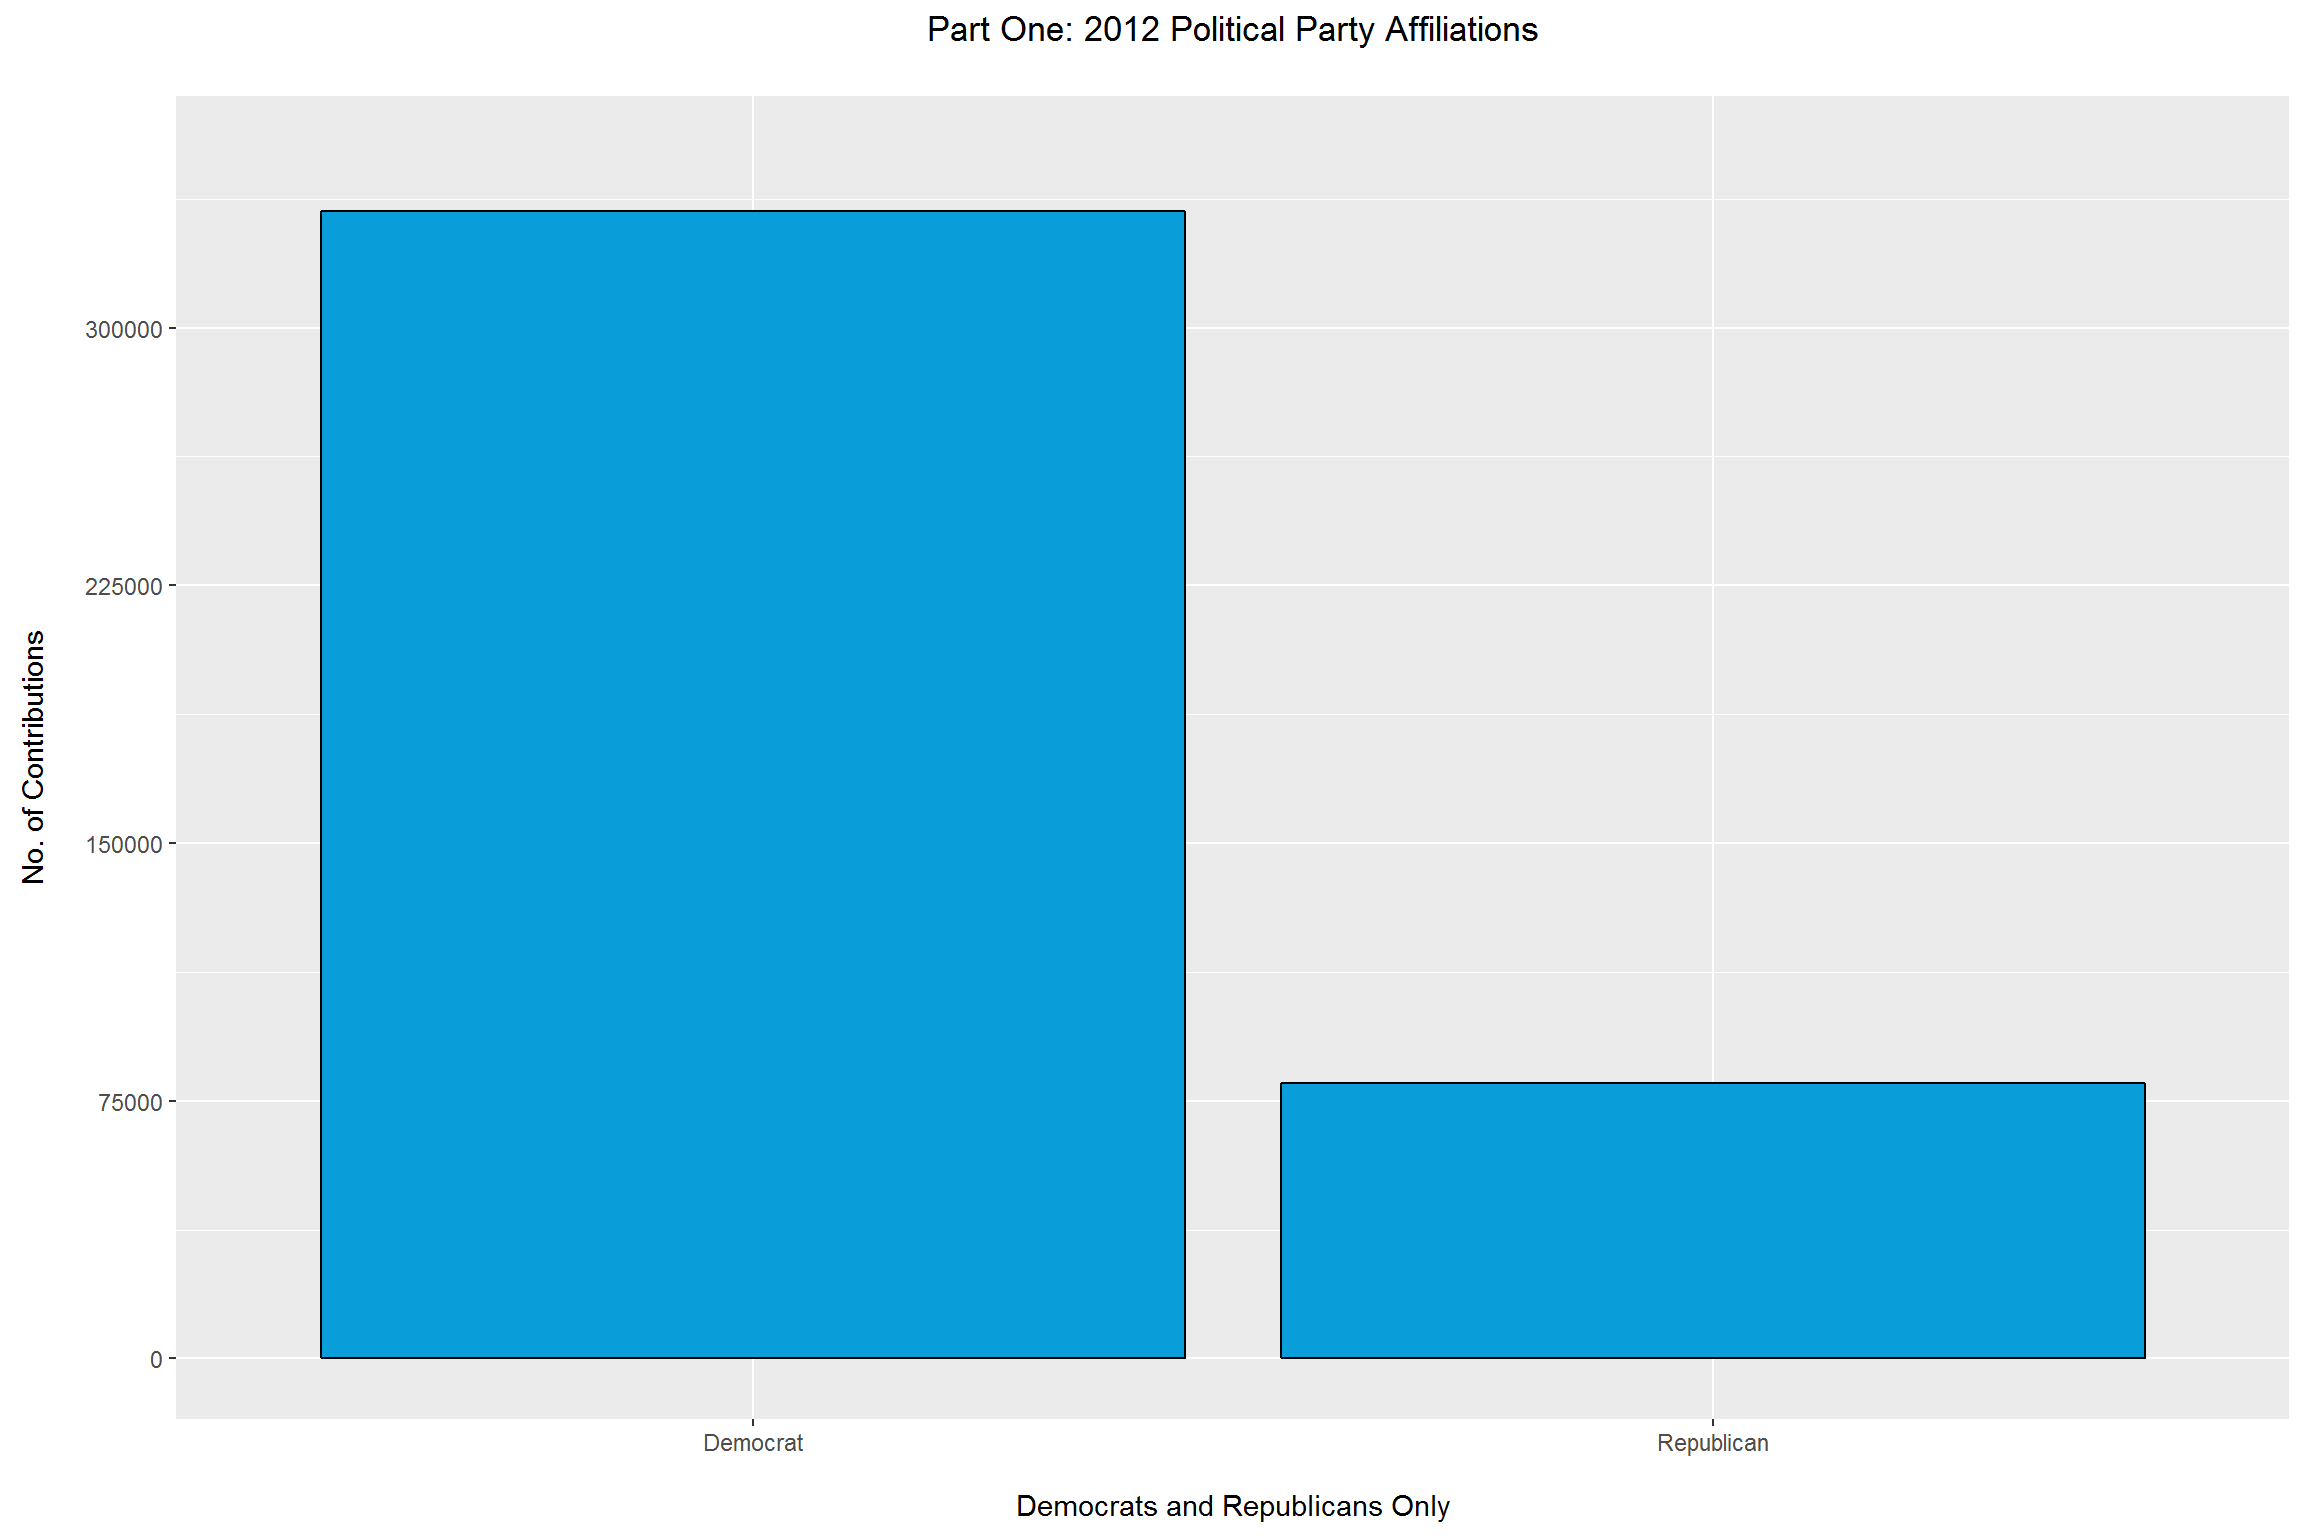 Part One: 2012 Political Party Affiliations
No. of Contributions
300000
225000
150000
75000
0
Democrat
Republican
Democrats and Republicans Only